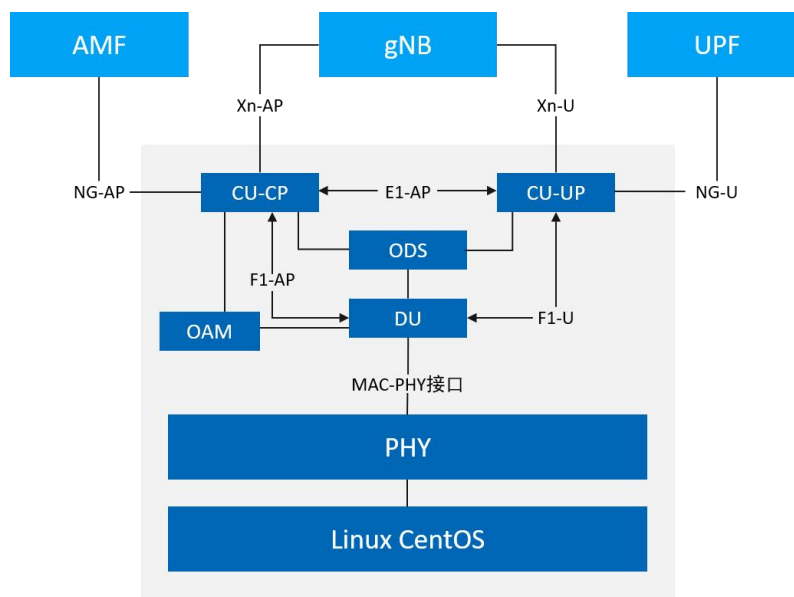 AMF
gNB
UPF
Xn-AP
Xn-U
NG-AP
CU-CP
E1-AP
CU-UP
NG-U
ODS
F1-AP
OAM
DU
F1-U
MAC-PHY接口
PHY
Linux CentOS